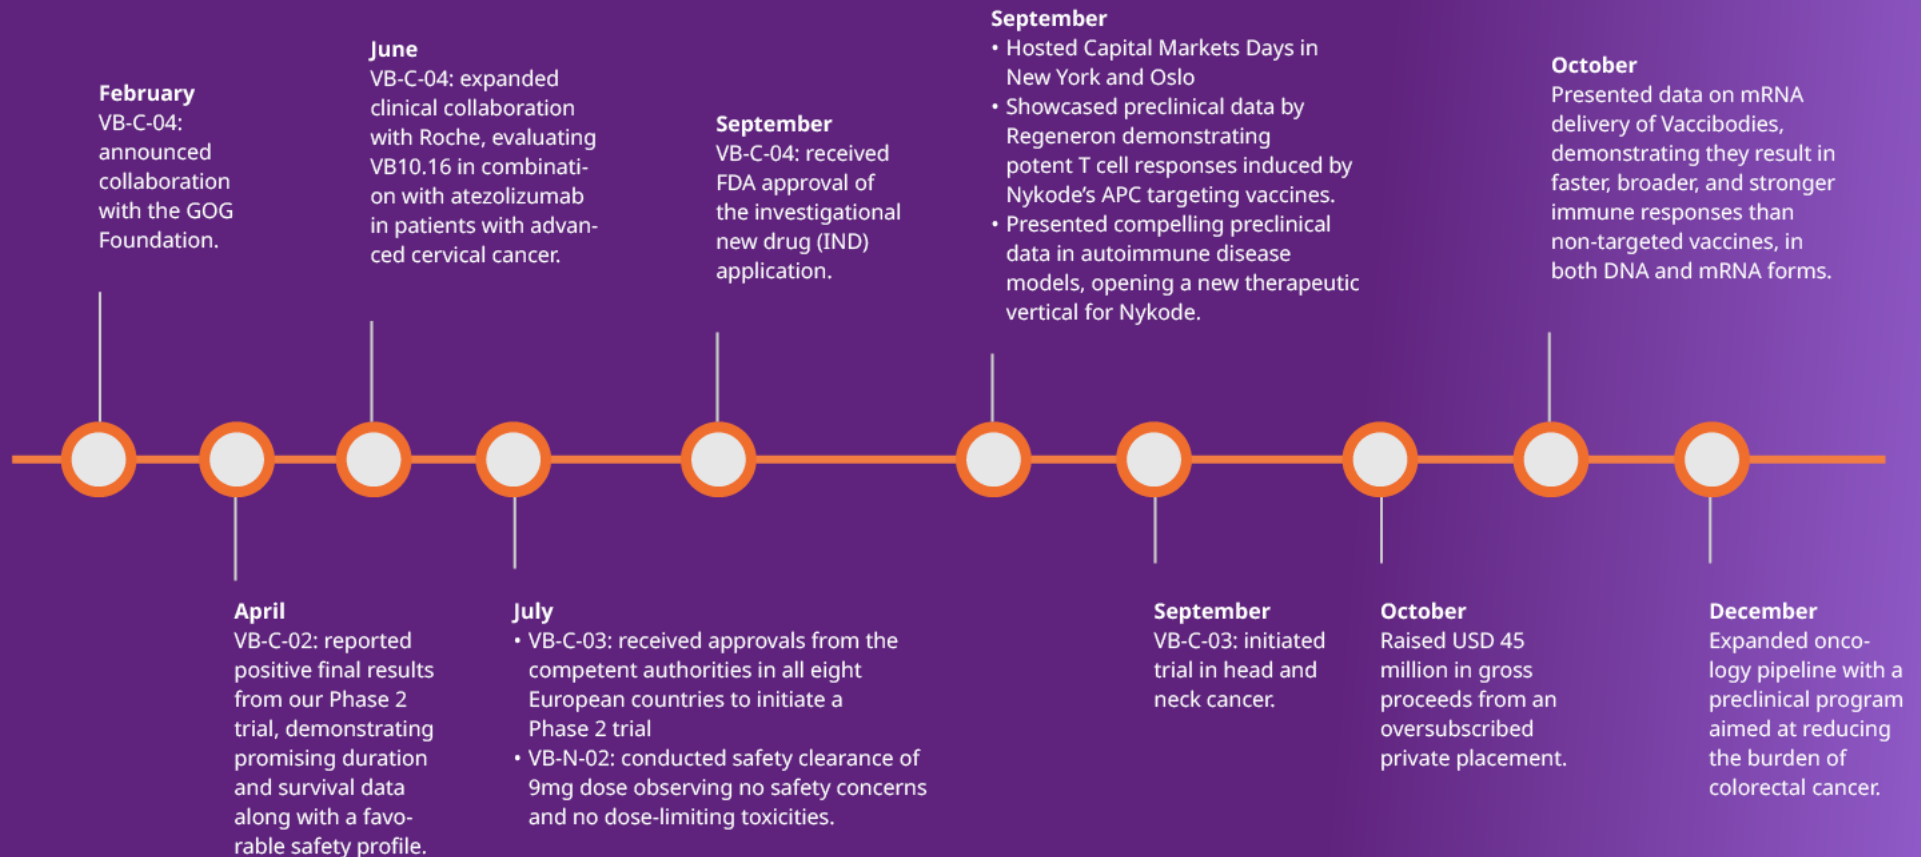 February
VB-C-04:
announced
collaboration
with the GOG
Foundation.
April
VB-C-02: reported
positive final results
from our Phase 2
trial, demonstrating
promising duration
and survival data
along with a favo-
rable safety profile.
June
VB-C-04: expanded
clinical collaboration
with Roche, evaluating
VB10.16 in combinati-
on with atezolizumab
in patients with advan-
ced cervical cancer.
July
• VB-C-03: received approvals from the
competent authorities in all eight
European countries to initiate a
Phase 2 trial
• VB-N-02: conducted safety clearance of
9mg dose observing no safety concerns
and no dose-limiting toxicities.
September
VB-C-04: received
FDA approval of
the investigational
new drug (IND)
application.
September
• Hosted Capital Markets Days in
New York and Oslo
• Showcased preclinical data by
Regeneron demonstrating
potent T cell responses induced by
Nykode’s APC targeting vaccines.
• Presented compelling preclinical
data in autoimmune disease
models, opening a new therapeutic
vertical for Nykode.
September
VB-C-03: initiated
trial in head and
neck cancer.
October
Raised USD 45
million in gross
proceeds from an
oversubscribed
private placement.
October
Presented data on mRNA
delivery of Vaccibodies,
demonstrating they result in
faster, broader, and stronger
immune responses than
non-targeted vaccines, in
both DNA and mRNA forms.
December
Expanded onco-
logy pipeline with a
preclinical program
aimed at reducing
the burden of
colorectal cancer.